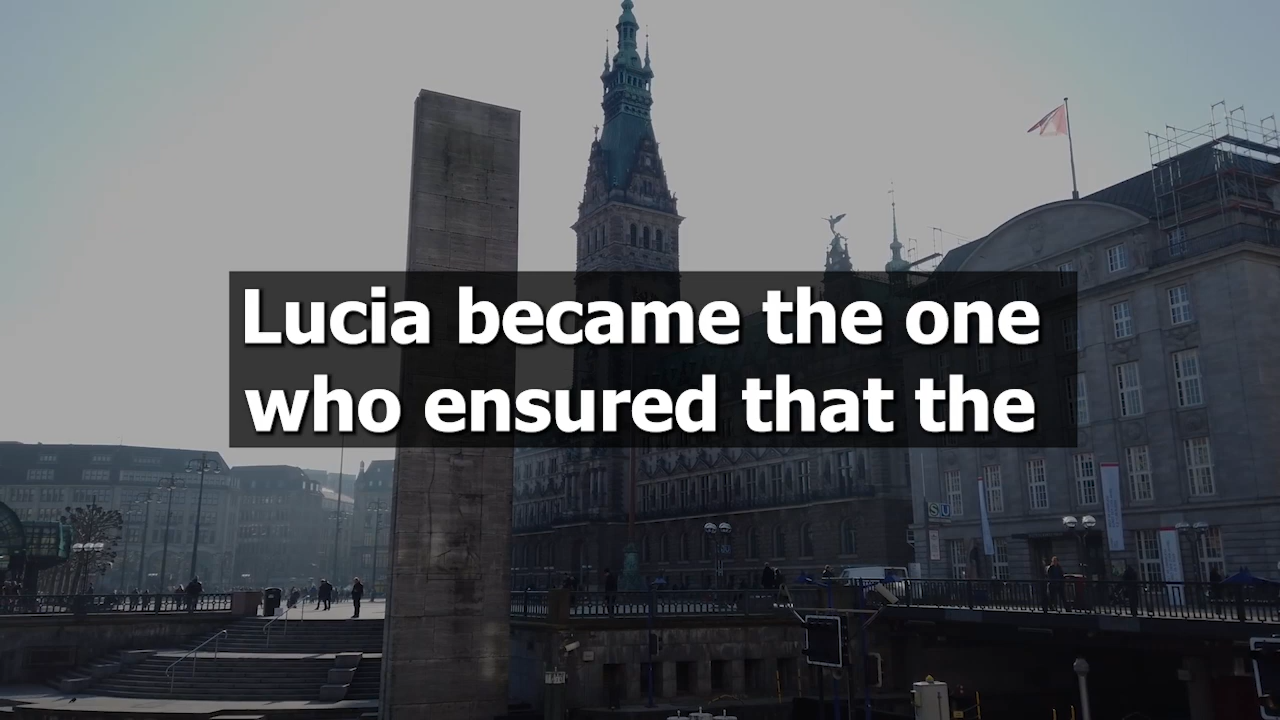 Lucia became the one
who ensured that the
S U